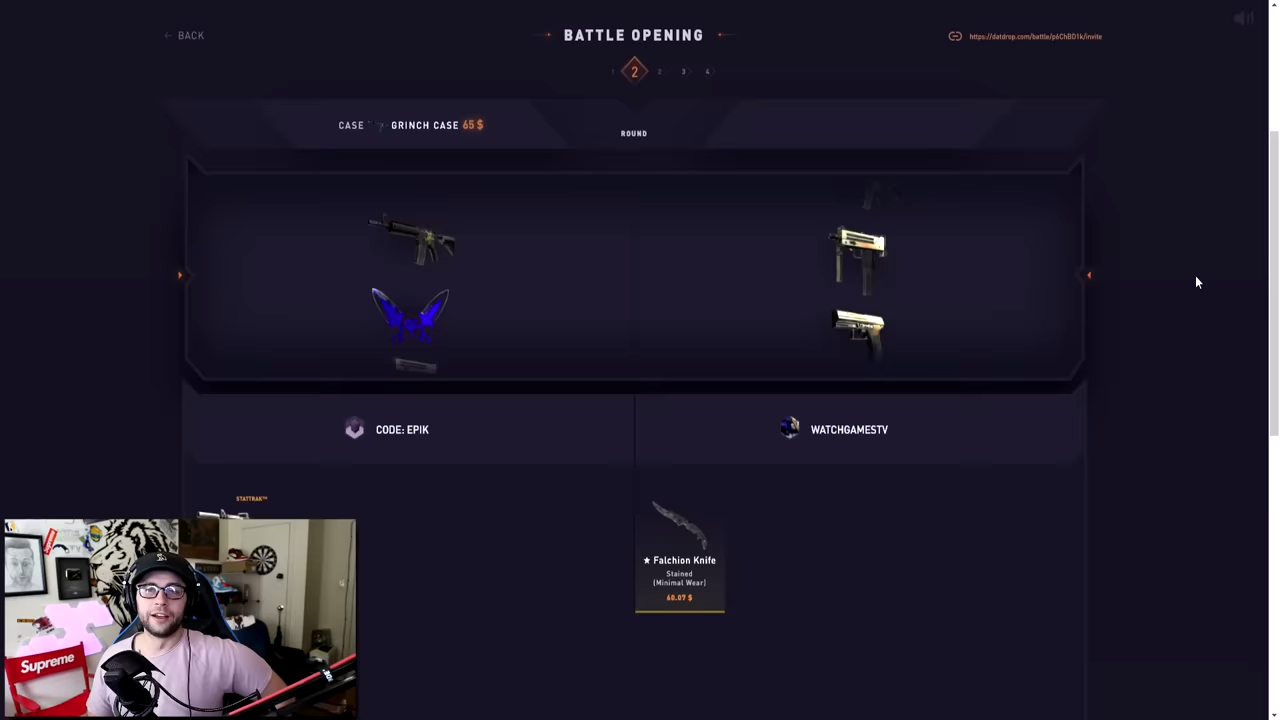 ← BACK
BATTLE OPENING
https://datdrop.com/battle/p6ChBD1k/invite
1 2 2 3 4
CASE GRINCH CASE 65 $
ROUND
CODE: EPIK
WATCHGAMESTV
STATTRAK™
★ Falchion Knife
Stained
(Minimal Wear)
60.07 $
Supreme